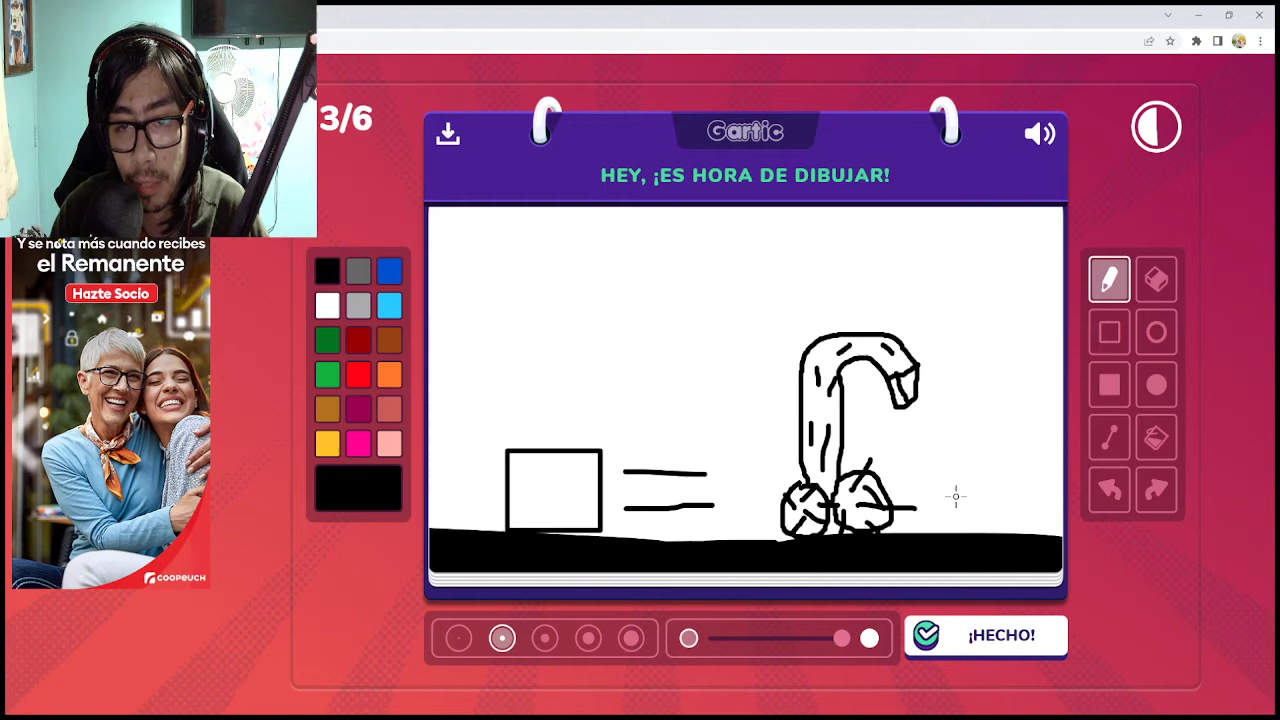 3/6
Gartic
HEY, ¡ES HORA DE DIBUJAR!
Y se nota más cuando recibes
el Remanente
Hazte Socio
COOPEUCH
¡HECHO!